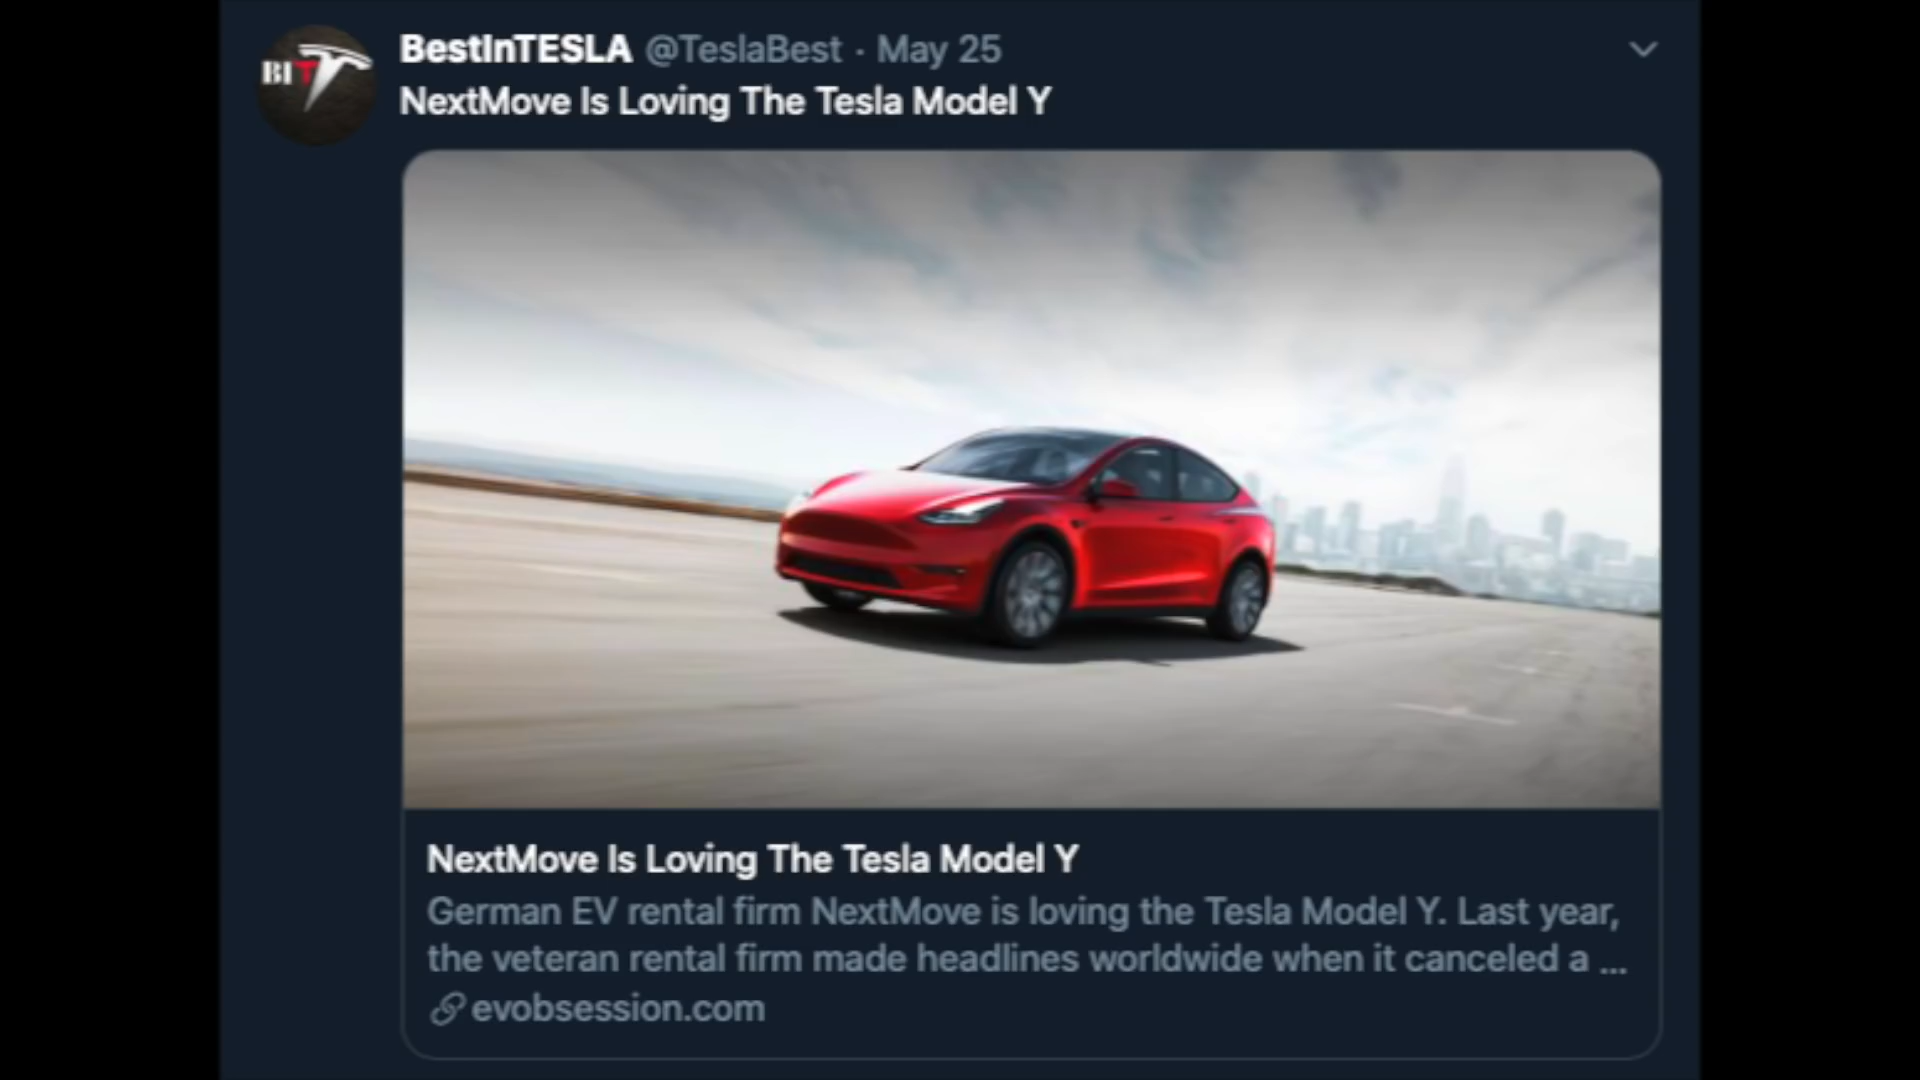 BIT
BestInTESLA @TeslaBest · May 25
NextMove Is Loving The Tesla Model Y
NextMove Is Loving The Tesla Model Y
German EV rental firm NextMove is loving the Tesla Model Y. Last year,
the veteran rental firm made headlines worldwide when it canceled a ...
evobsession.com